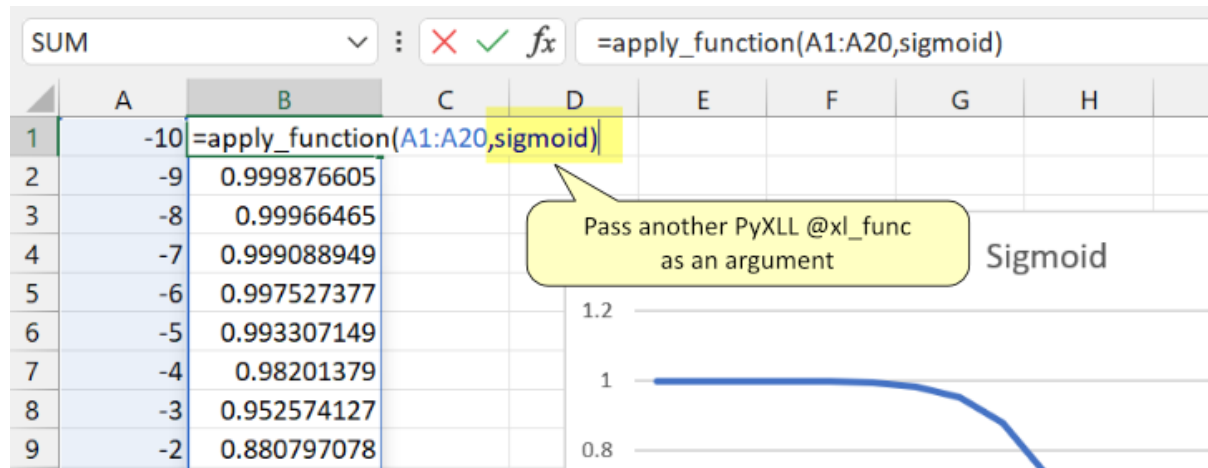 SUM fx =apply_function(A1:A20,sigmoid)
A B C D E F G H
1 -10 =apply_function(A1:A20,sigmoid)
2 -9 0.999876605
3 -8 0.99966465
4 -7 0.999088949
5 -6 0.997527377
6 -5 0.993307149
7 -4 0.98201379
8 -3 0.952574127
9 -2 0.880797078
Pass another PyXLL @xl_func
as an argument
Sigmoid
1.2
1
0.8